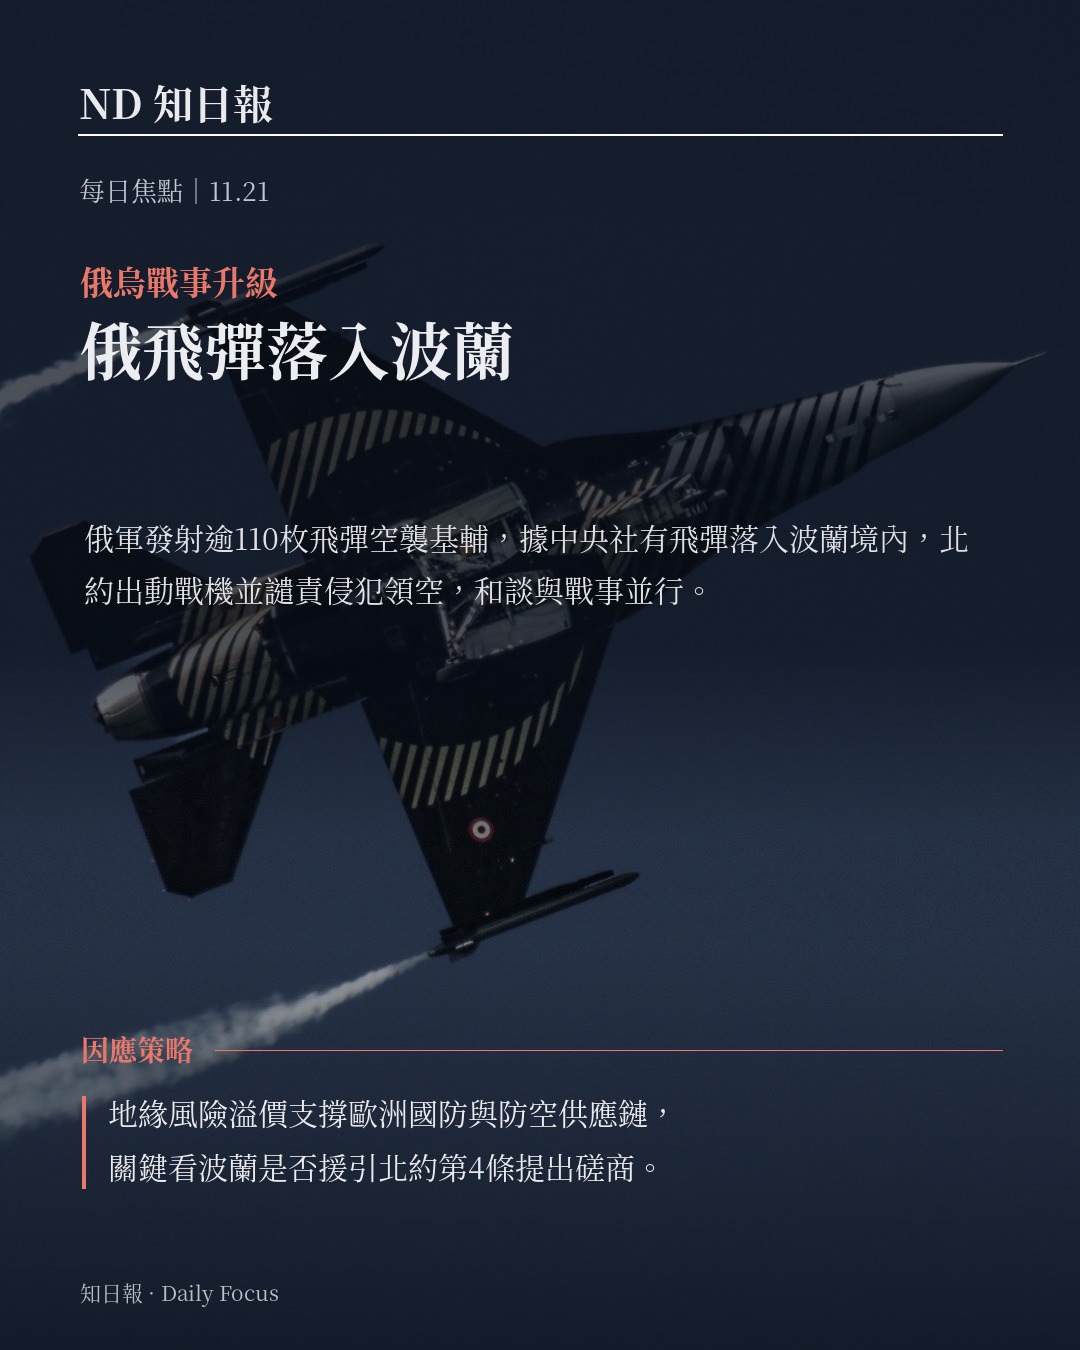 ND 知日報
每日焦點｜11.21
俄烏戰事升級
俄飛彈落入波蘭
俄軍發射逾110枚飛彈空襲基輔，據中央社有飛彈落入波蘭境內，北
約出動戰機並譴責侵犯領空，和談與戰事並行。
因應策略
地緣風險溢價支撐歐洲國防與防空供應鏈，
關鍵看波蘭是否援引北約第4條提出磋商。
知日報 · Daily Focus